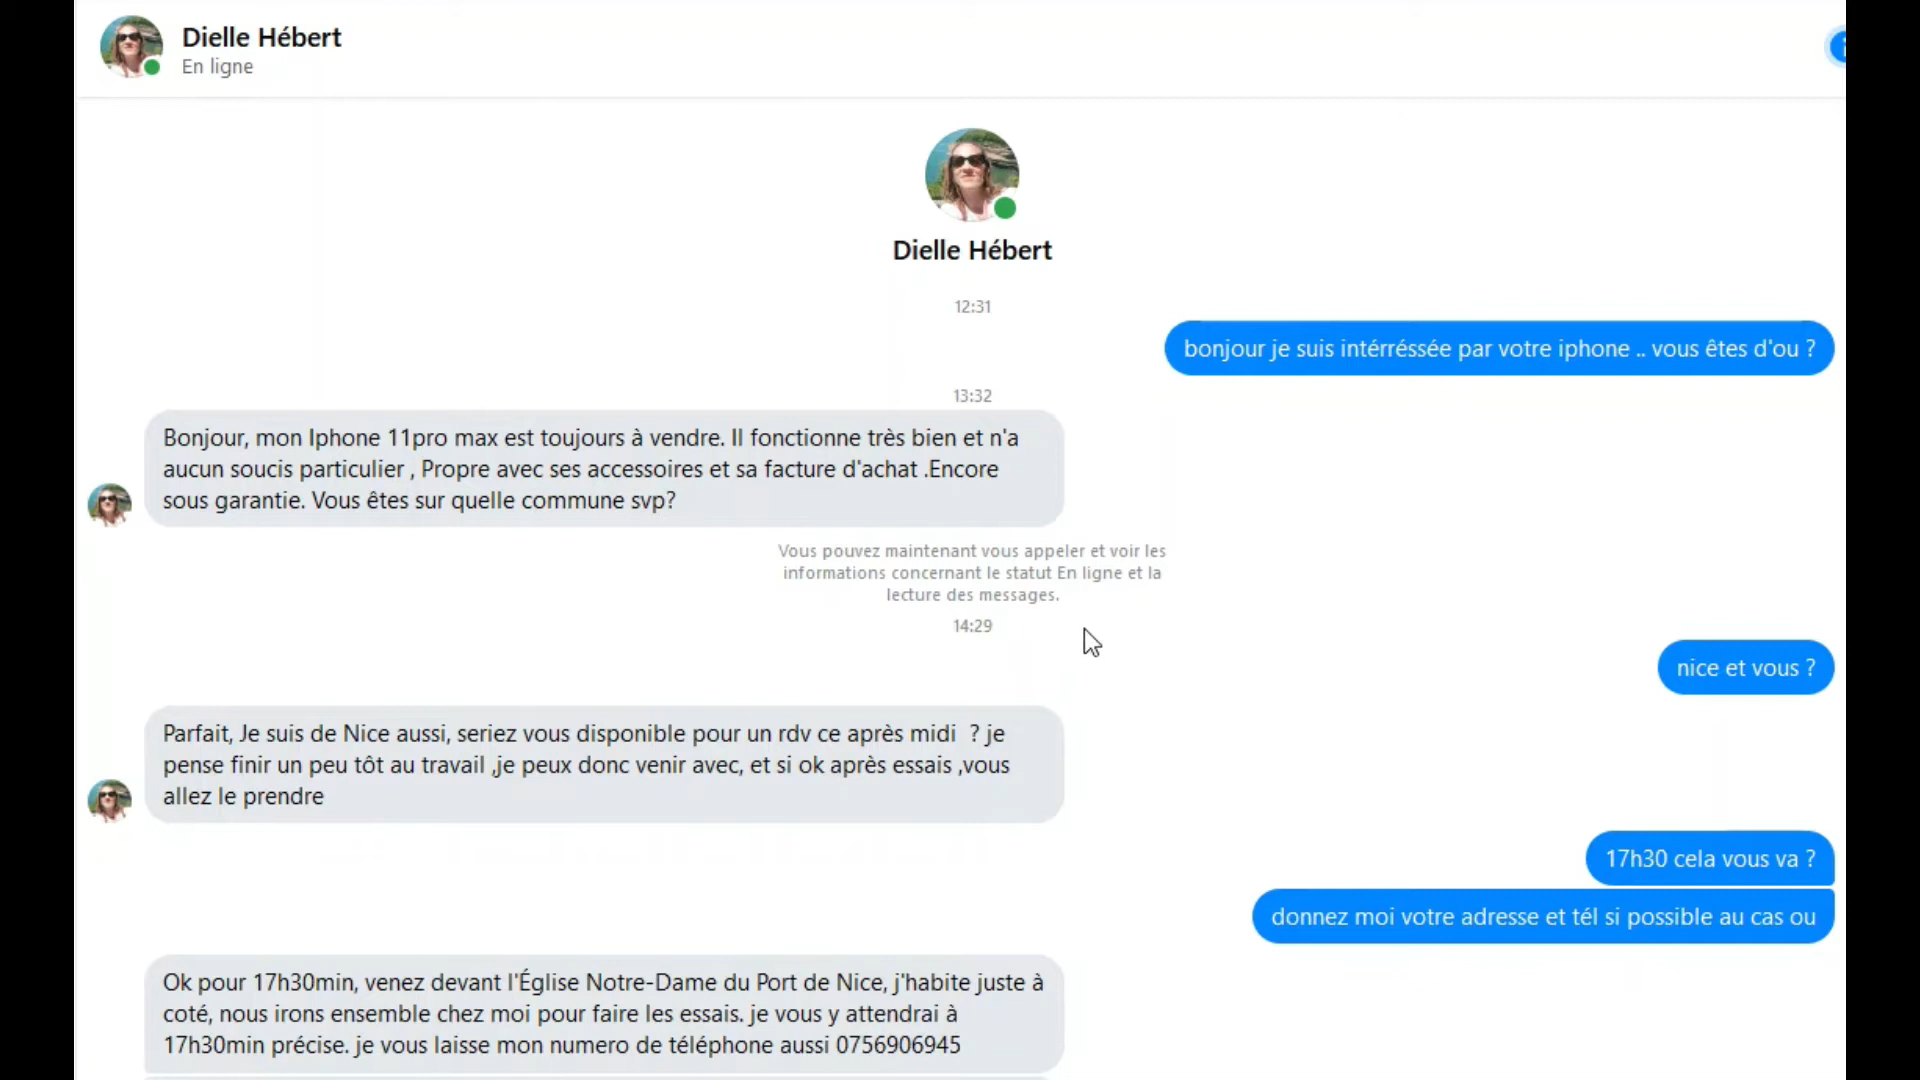 Dielle Hébert
En ligne
Dielle Hébert
12:31
bonjour je suis intérréssée par votre iphone .. vous êtes d'ou ?
13:32
Bonjour, mon Iphone 11pro max est toujours à vendre. Il fonctionne très bien et n'a
aucun soucis particulier , Propre avec ses accessoires et sa facture d'achat .Encore
sous garantie. Vous êtes sur quelle commune svp?
Vous pouvez maintenant vous appeler et voir les
informations concernant le statut En ligne et la
lecture des messages.
14:29
nice et vous ?
Parfait, Je suis de Nice aussi, seriez vous disponible pour un rdv ce après midi  ? je
pense finir un peu tôt au travail ,je peux donc venir avec, et si ok après essais ,vous
allez le prendre
17h30 cela vous va ?
donnez moi votre adresse et tél si possible au cas ou
Ok pour 17h30min, venez devant l'Église Notre-Dame du Port de Nice, j'habite juste à
coté, nous irons ensemble chez moi pour faire les essais. je vous y attendrai à
17h30min précise. je vous laisse mon numero de téléphone aussi 0756906945